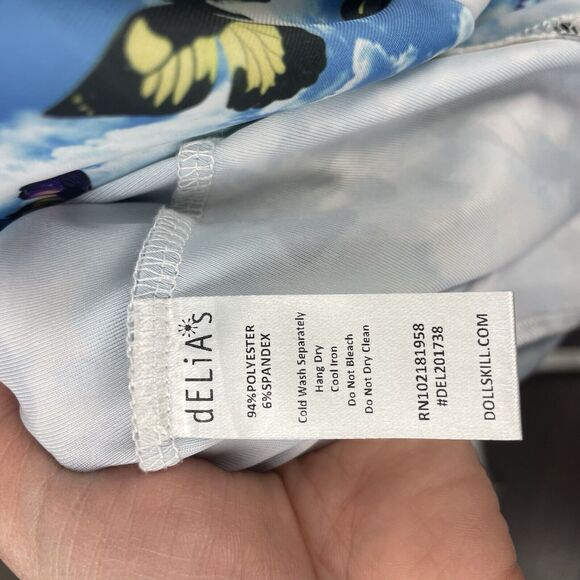 dELiA*s
94%POLYESTER
6%SPANDEX
Cold Wash Separately
Hang Dry
Cool Iron
Do Not Bleach
Do Not Dry Clean
RN102181958
#DEL201738
DOLLSKILL.COM